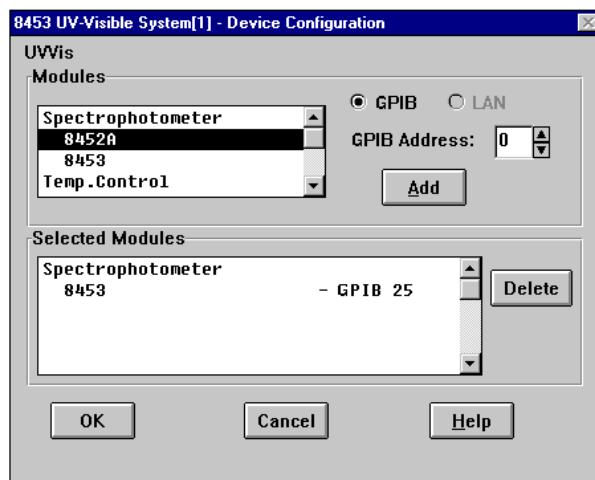 8453 UV-Visible System[1] - Device Configuration
UVVis
Modules
Spectrophotometer
8452A
8453
Temp.Control
GPIB LAN
GPIB Address: 0
Add
Selected Modules
Spectrophotometer
8453 - GPIB 25
Delete
OK Cancel Help